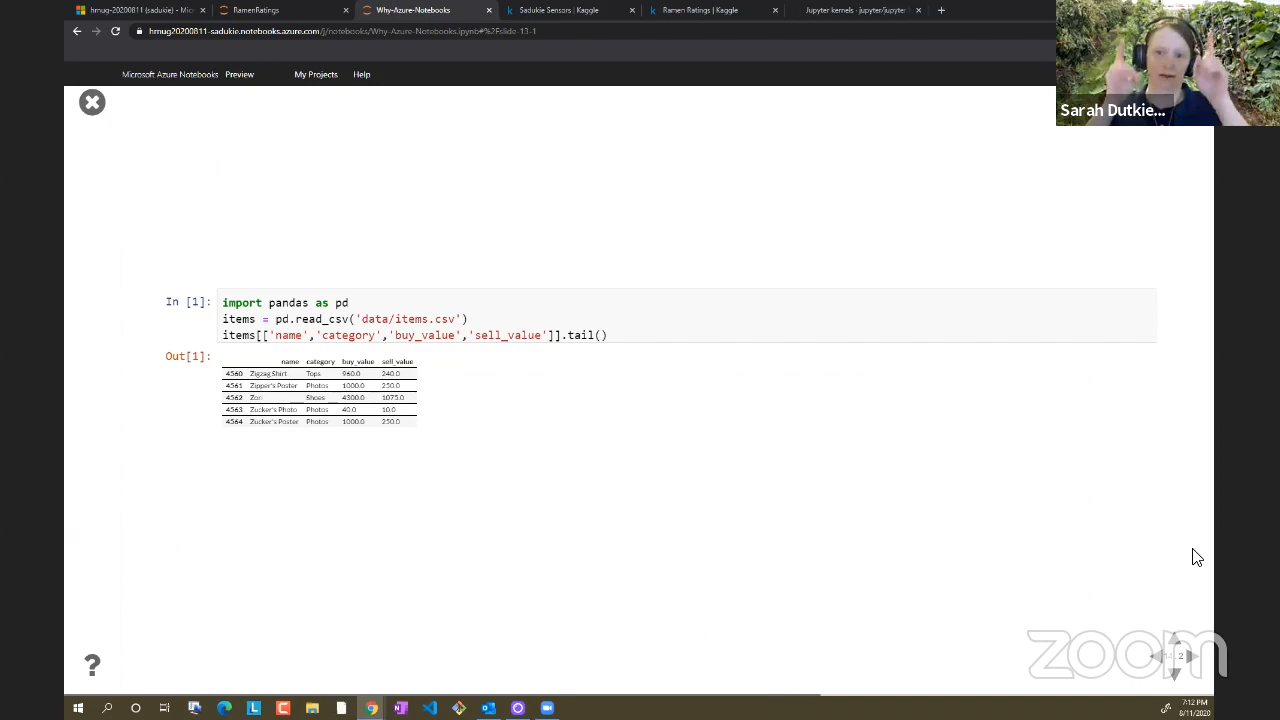 hmug-20200811 (sadukie) - Micr
RamenRatings
Why-Azure-Notebooks
Sadukie Sensors | Kaggle
Ramen Ratings | Kaggle
Jupyter kernels · jupyter/jupyter
hmug20200811-sadukie.notebooks.azure.com/j/notebooks/Why-Azure-Notebooks.ipynb#%2Fslide-13-1
Microsoft Azure Notebooks Preview My Projects Help
Sarah Dutkie...
In [1]: import pandas as pd
items = pd.read_csv('data/items.csv')
items[['name','category','buy_value','sell_value']].tail()
Out[1]:
name category buy_value sell_value
4560 Zigzag Shirt Tops 960.0 240.0
4561 Zipper's Poster Photos 1000.0 250.0
4562 Zori Shoes 4300.0 1075.0
4563 Zucker's Photo Photos 40.0 10.0
4564 Zucker's Poster Photos 1000.0 250.0
?
zoom
2
7:12 PM
8/11/2020